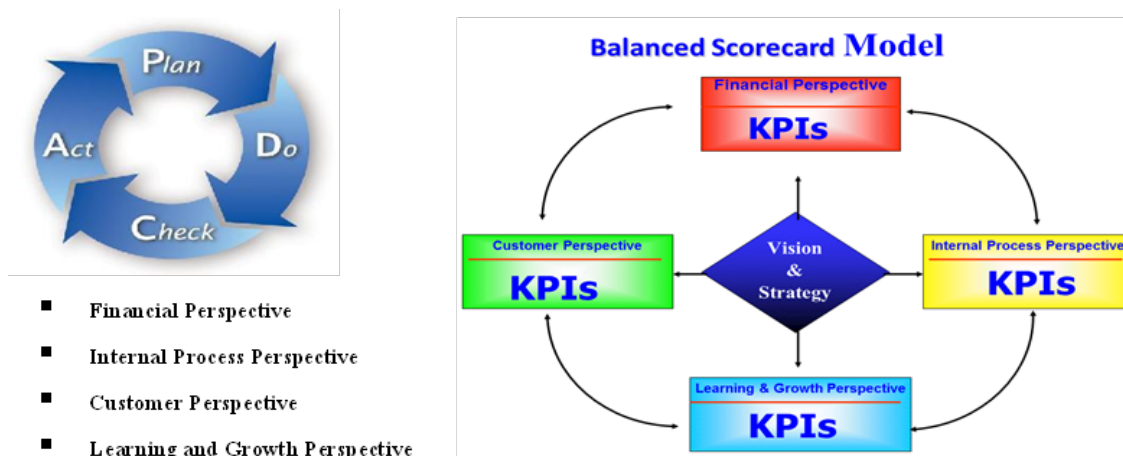 Plan
Do
Check
Act
Financial Perspective
Internal Process Perspective
Customer Perspective
Learning and Growth Perspective
Balanced Scorecard Model
Financial Perspective
KPIs
Customer Perspective
KPIs
Vision
&
Strategy
Internal Process Perspective
KPIs
Learning & Growth Perspective
KPIs